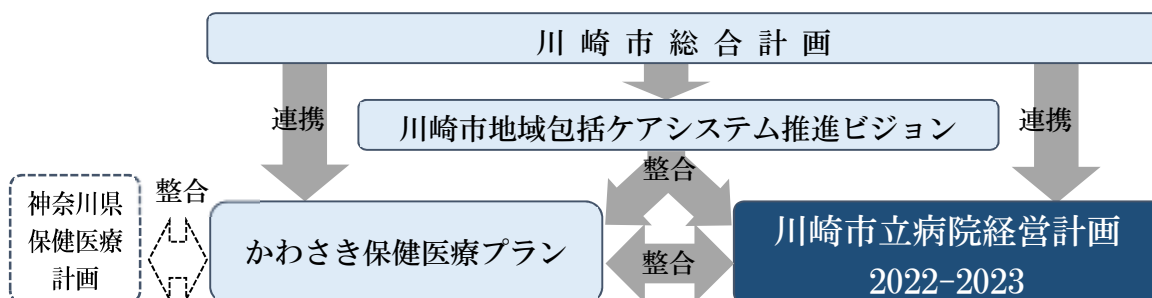 川崎市総合計画
連携
川崎市地域包括ケアシステム推進ビジョン
連携
整合
神奈川県
保健医療
計画
整合
かわさき保健医療プラン
整合
川崎市立病院経営計画
2022-2023